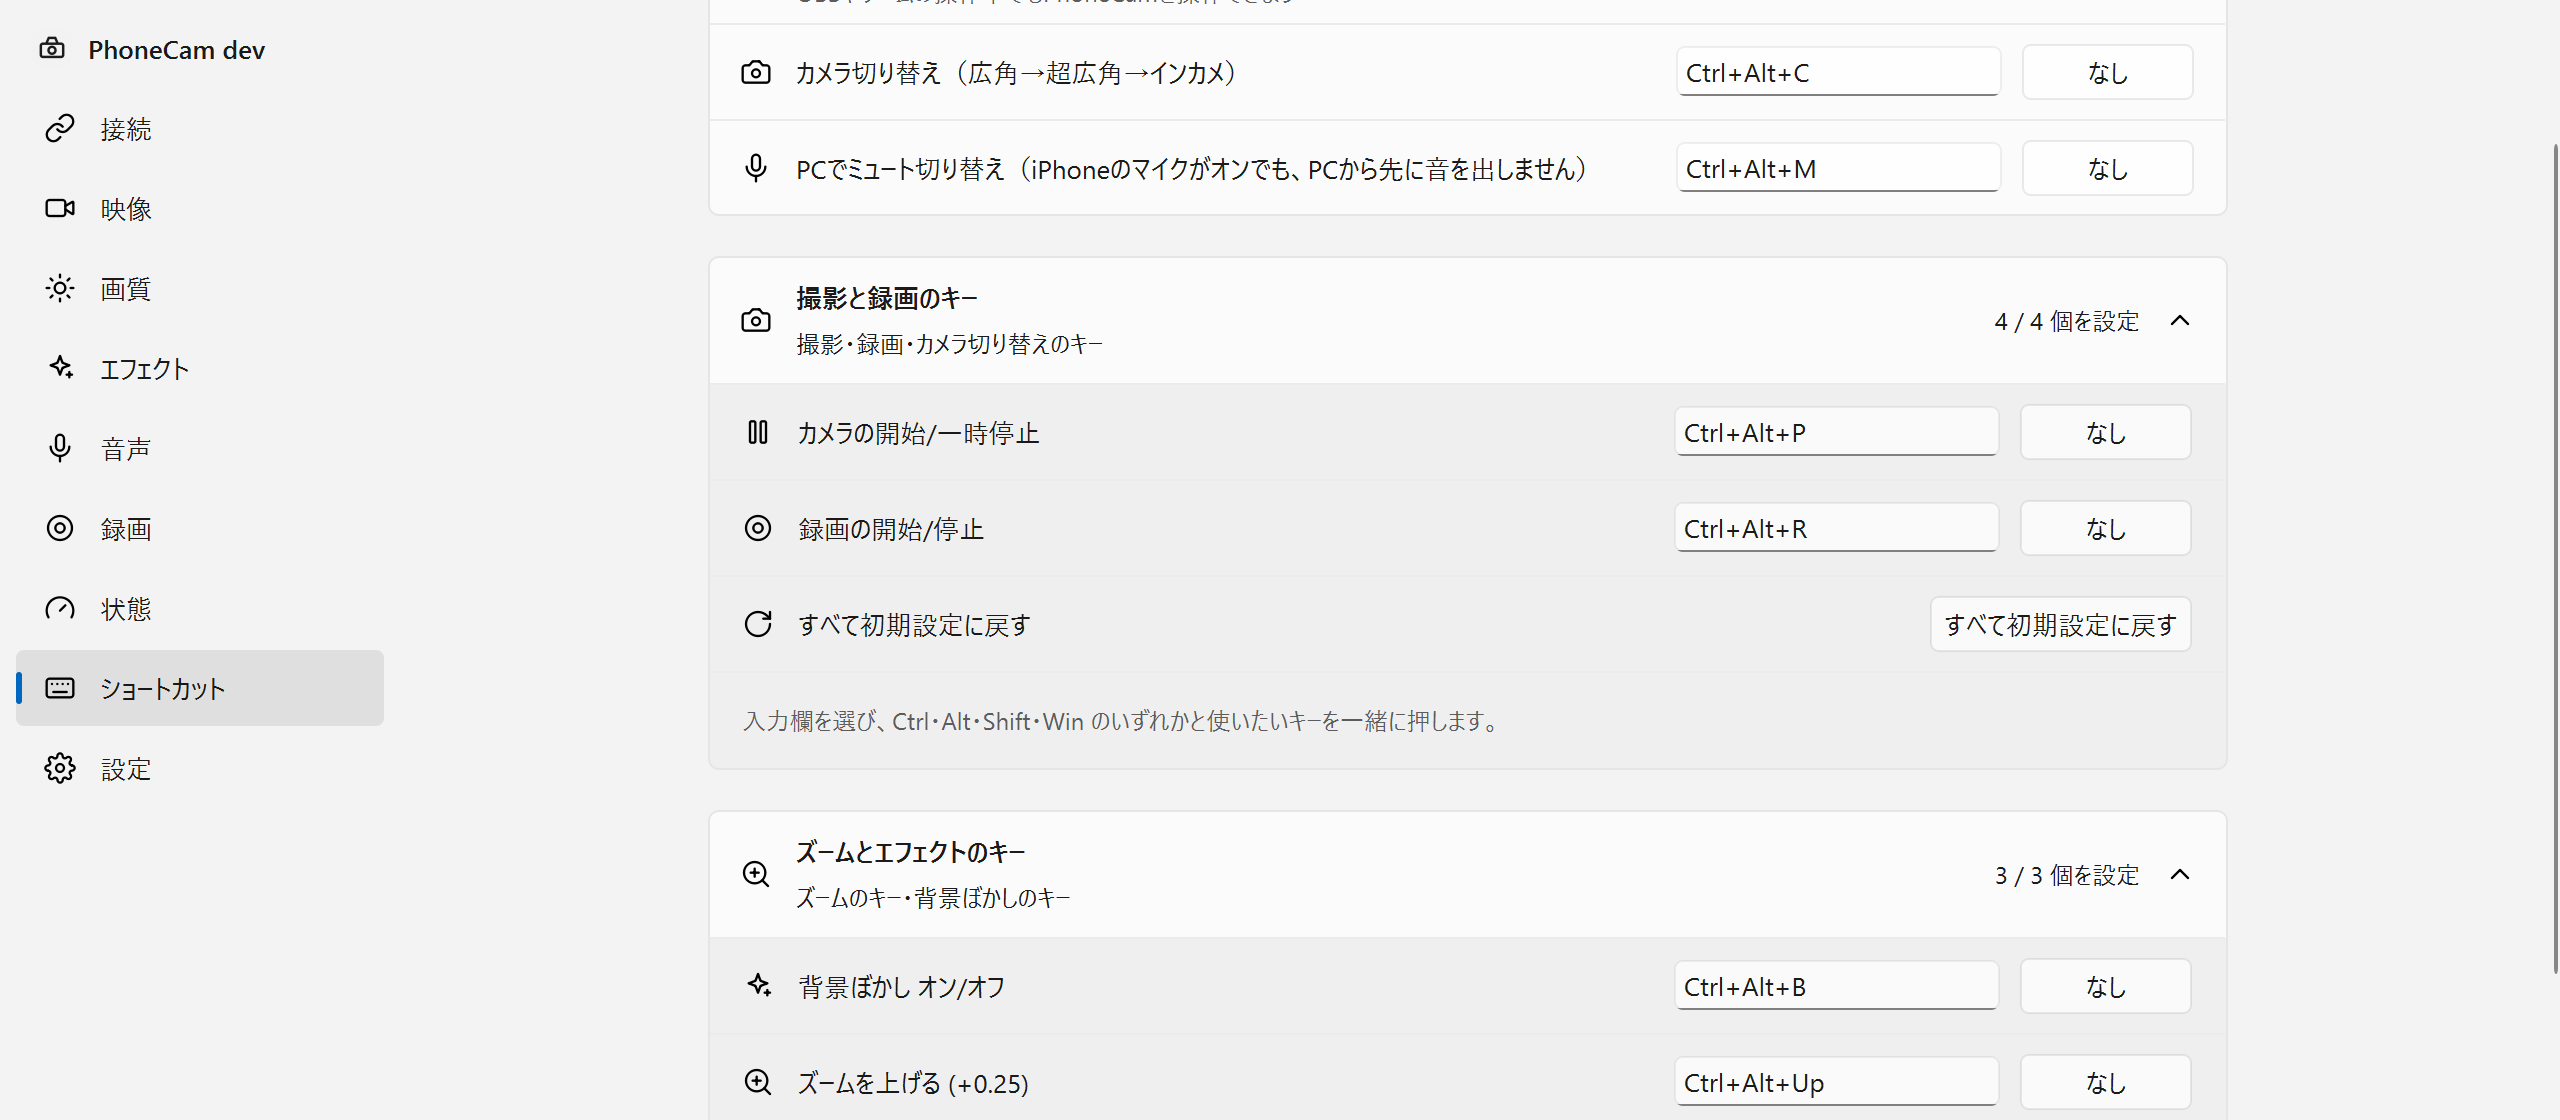 PhoneCam dev
接続
映像
画質
エフェクト
音声
録画
状態
ショートカット
設定
カメラ切り替え（広角→超広角→インカメ）
Ctrl+Alt+C
なし
PCでミュート切り替え（iPhoneのマイクがオンでも、PCから先に音を出しません）
Ctrl+Alt+M
なし
撮影と録画のキー
撮影・録画・カメラ切り替えのキー
4 / 4 個を設定
カメラの開始/一時停止
Ctrl+Alt+P
なし
録画の開始/停止
Ctrl+Alt+R
なし
すべて初期設定に戻す
すべて初期設定に戻す
入力欄を選び、Ctrl・Alt・Shift・Win のいずれかと使いたいキーを一緒に押します。
ズームとエフェクトのキー
ズームのキー・背景ぼかしのキー
3 / 3 個を設定
背景ぼかし オン/オフ
Ctrl+Alt+B
なし
ズームを上げる (+0.25)
Ctrl+Alt+Up
なし